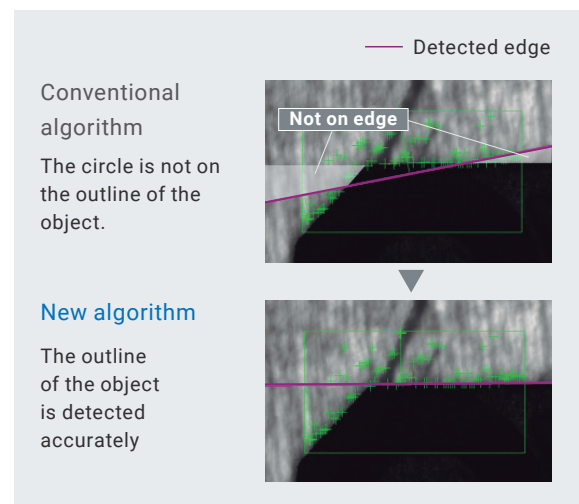 Detected edge
Conventional
algorithm
Not on edge
The circle is not on
the outline of the
object.
New algorithm
The outline
of the object
is detected
accurately